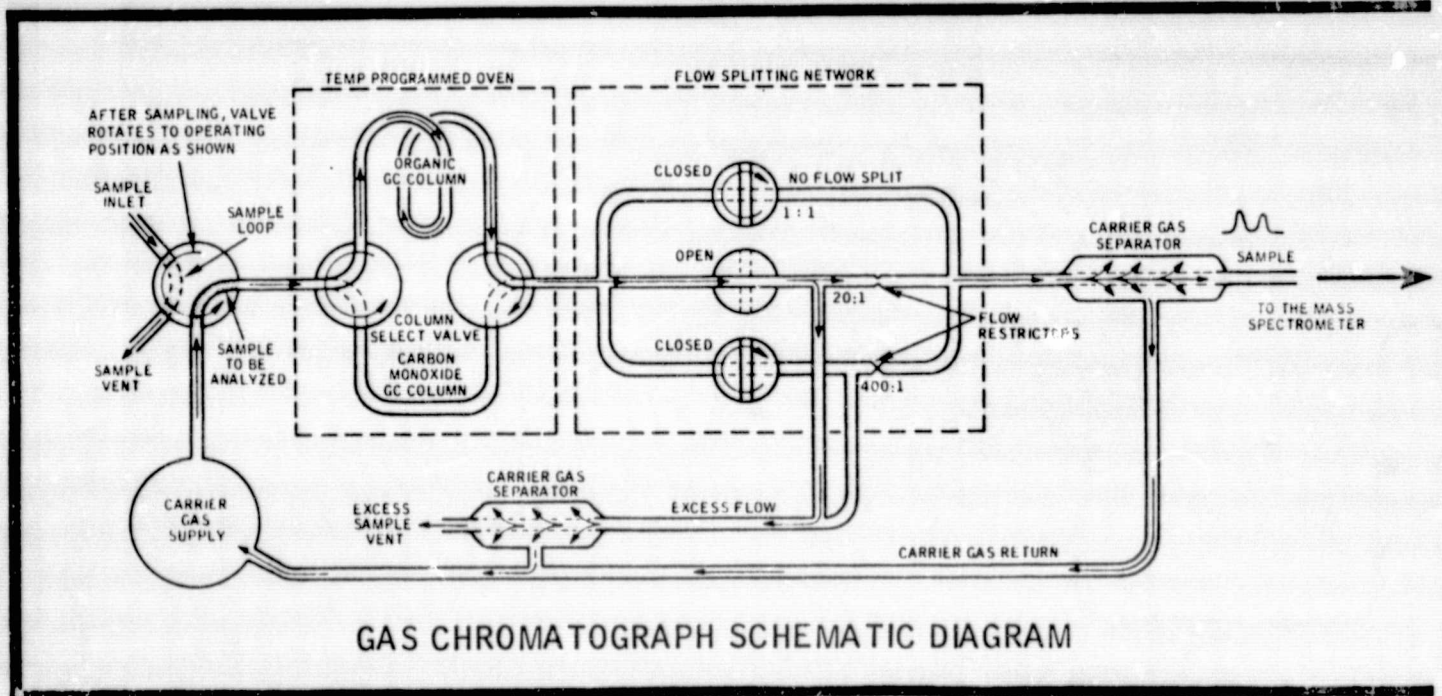 TEMP PROGRAMMED OVEN
FLOW SPLITTING NETWORK
AFTER SAMPLING, VALVE
ROTATES TO OPERATING
POSITION AS SHOWN
SAMPLE
INLET
SAMPLE
LOOP
SAMPLE
VENT
SAMPLE
TO BE
ANALYZED
ORGANIC
GC COLUMN
COLUMN
SELECT VALVE
CARBON
MONOXIDE
GC COLUMN
CLOSED
NO FLOW SPLIT
1:1
OPEN
20:1
FLOW
RESTRICTORS
CLOSED
400:1
CARRIER GAS
SEPARATOR
SAMPLE
TO THE MASS
SPECTROMETER
CARRIER
GAS
SUPPLY
EXCESS
SAMPLE
VENT
CARRIER GAS
SEPARATOR
EXCESS FLOW
CARRIER GAS RETURN
GAS CHROMATOGRAPH SCHEMATIC DIAGRAM